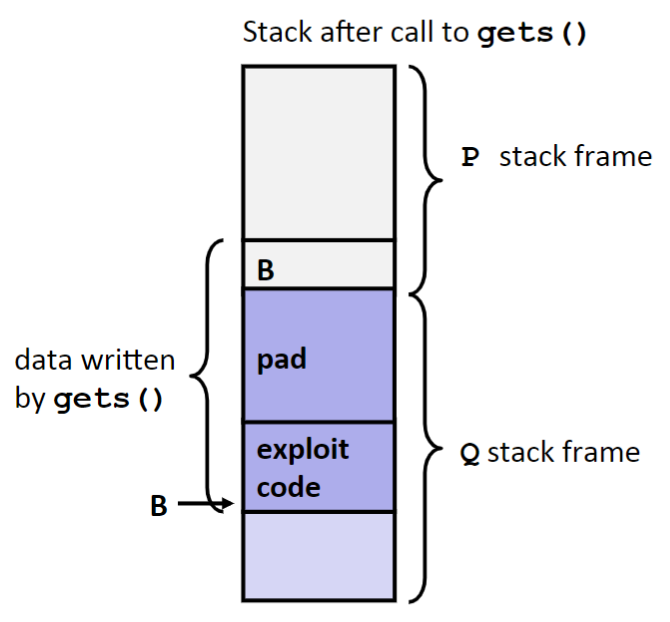 Stack after call to gets()
P stack frame
B
pad
data written
by gets()
exploit
code
Q stack frame
B